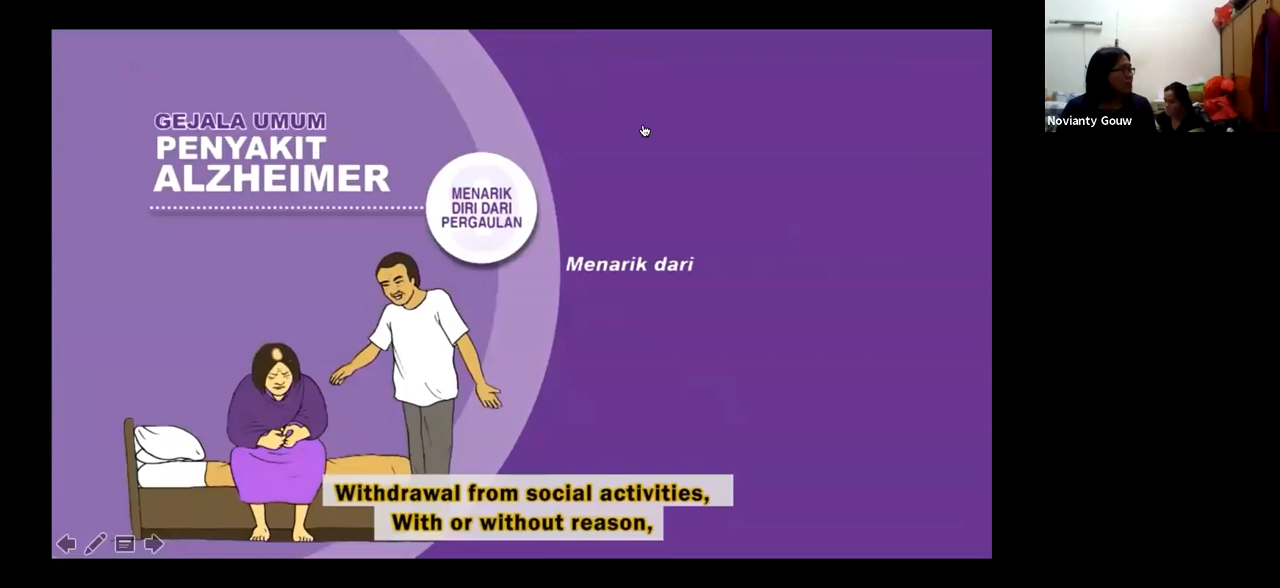 GEJALA UMUM
PENYAKIT
ALZHEIMER
MENARIK
DIRI DARI
PERGAULAN
Menarik dari
Withdrawal from social activities,
With or without reason,
Novianty Gouw